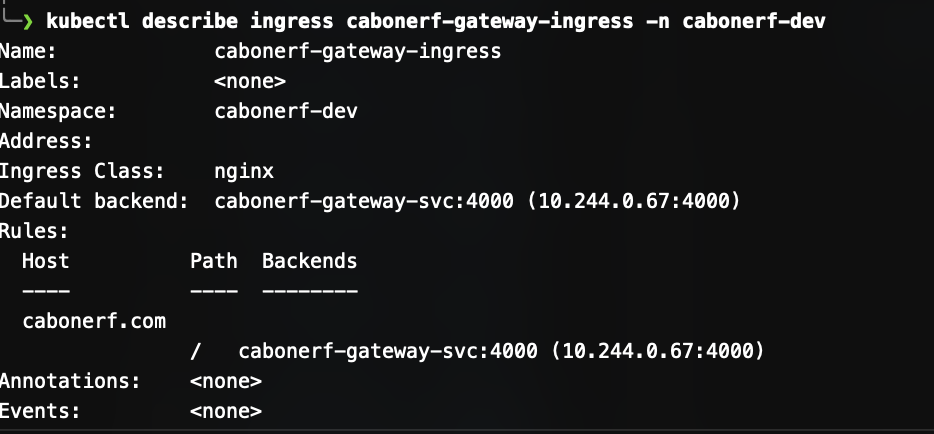 ❯ kubectl describe ingress cabonerf-gateway-ingress -n cabonerf-dev
Name:             cabonerf-gateway-ingress
Labels:           <none>
Namespace:        cabonerf-dev
Address:
Ingress Class:    nginx
Default backend:  cabonerf-gateway-svc:4000 (10.244.0.67:4000)
Rules:
  Host          Path  Backends
  ----          ----  --------
  cabonerf.com
                /   cabonerf-gateway-svc:4000 (10.244.0.67:4000)
Annotations:    <none>
Events:         <none>